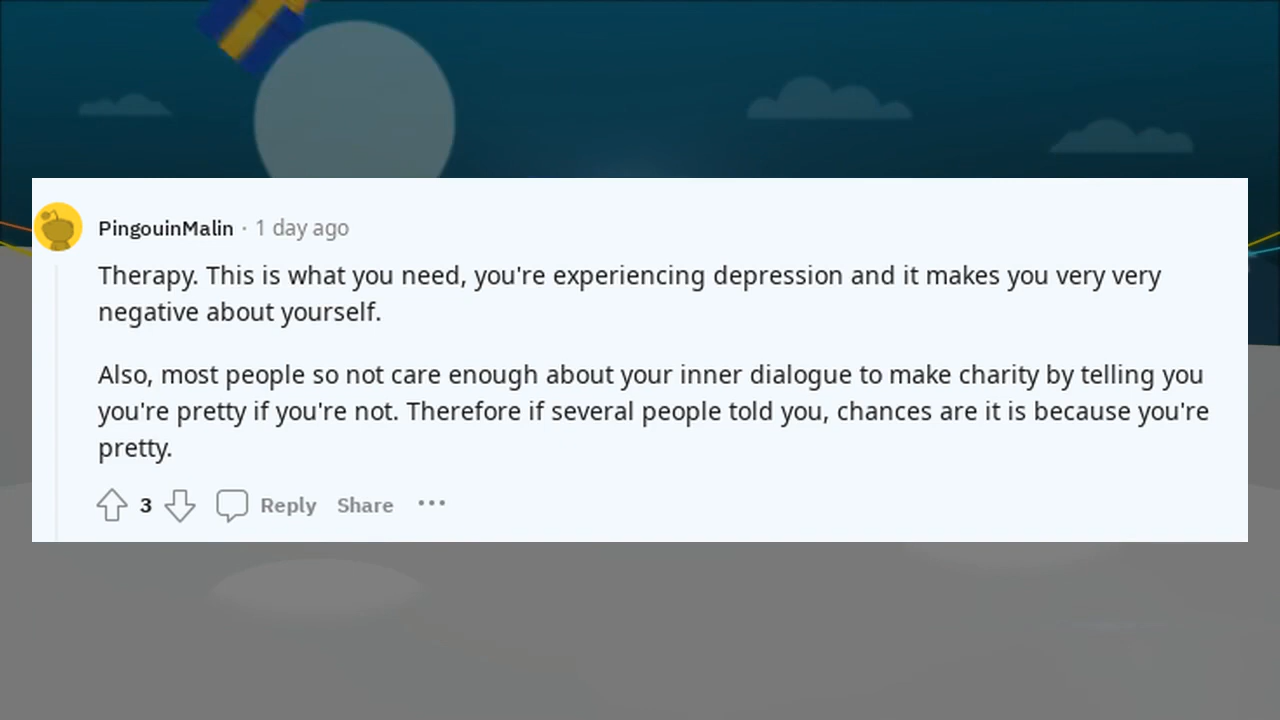 PingouinMalin · 1 day ago
Therapy. This is what you need, you're experiencing depression and it makes you very very
negative about yourself.
Also, most people so not care enough about your inner dialogue to make charity by telling you
you're pretty if you're not. Therefore if several people told you, chances are it is because you're
pretty.
3 Reply Share ...